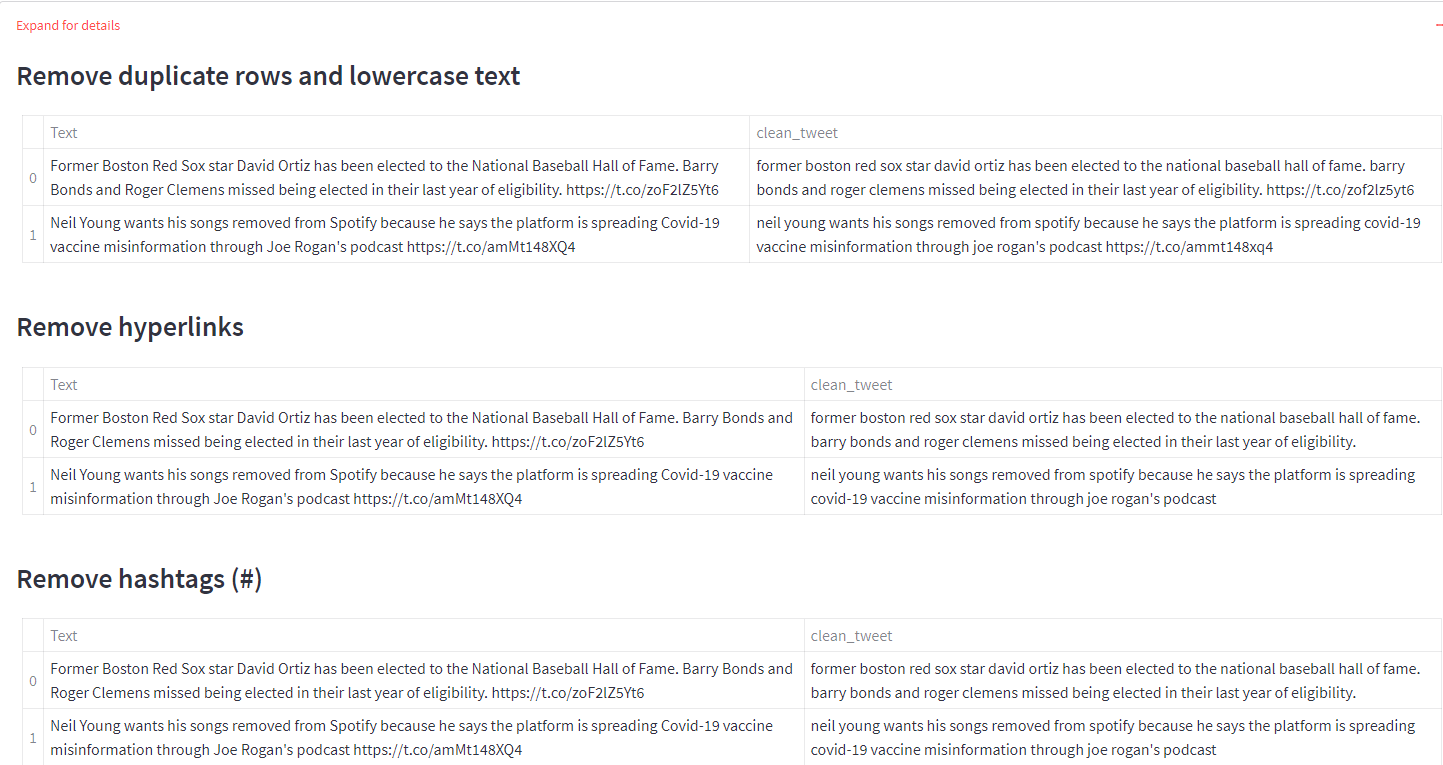 Expand for details
Remove duplicate rows and lowercase text
Text clean_tweet
0
Former Boston Red Sox star David Ortiz has been elected to the National Baseball Hall of Fame. Barry
Bonds and Roger Clemens missed being elected in their last year of eligibility. https://t.co/zoF2lZ5Yt6
former boston red sox star david ortiz has been elected to the national baseball hall of fame. barry
bonds and roger clemens missed being elected in their last year of eligibility. https://t.co/zof2lz5yt6
1
Neil Young wants his songs removed from Spotify because he says the platform is spreading Covid-19
vaccine misinformation through Joe Rogan's podcast https://t.co/amMt148XQ4
neil young wants his songs removed from spotify because he says the platform is spreading covid-19
vaccine misinformation through joe rogan's podcast https://t.co/ammt148xq4
Remove hyperlinks
Text clean_tweet
0
Former Boston Red Sox star David Ortiz has been elected to the National Baseball Hall of Fame. Barry Bonds and
Roger Clemens missed being elected in their last year of eligibility. https://t.co/zoF2lZ5Yt6
former boston red sox star david ortiz has been elected to the national baseball hall of fame.
barry bonds and roger clemens missed being elected in their last year of eligibility.
1
Neil Young wants his songs removed from Spotify because he says the platform is spreading Covid-19 vaccine
misinformation through Joe Rogan's podcast https://t.co/amMt148XQ4
neil young wants his songs removed from spotify because he says the platform is spreading
covid-19 vaccine misinformation through joe rogan's podcast
Remove hashtags (#)
Text clean_tweet
0
Former Boston Red Sox star David Ortiz has been elected to the National Baseball Hall of Fame. Barry Bonds and
Roger Clemens missed being elected in their last year of eligibility. https://t.co/zoF2lZ5Yt6
former boston red sox star david ortiz has been elected to the national baseball hall of fame.
barry bonds and roger clemens missed being elected in their last year of eligibility.
1
Neil Young wants his songs removed from Spotify because he says the platform is spreading Covid-19 vaccine
misinformation through Joe Rogan's podcast https://t.co/amMt148XQ4
neil young wants his songs removed from spotify because he says the platform is spreading
covid-19 vaccine misinformation through joe rogan's podcast